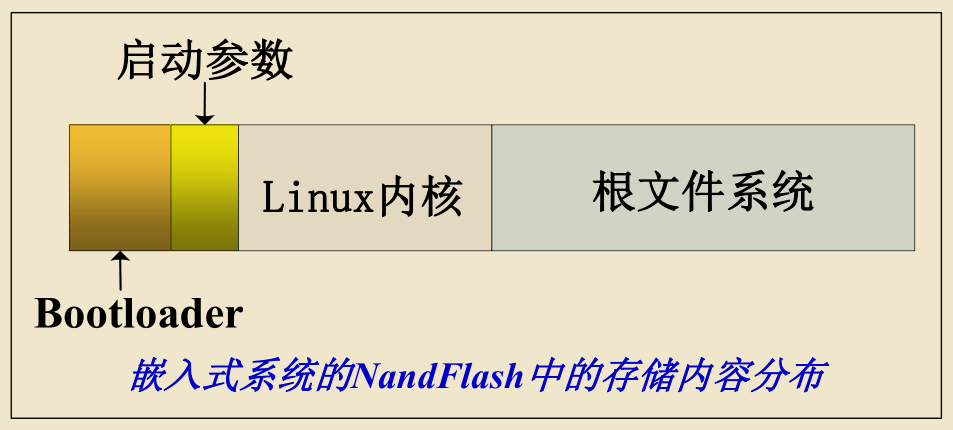 启动参数
Linux内核
根文件系统
Bootloader
嵌入式系统的NandFlash中的存储内容分布